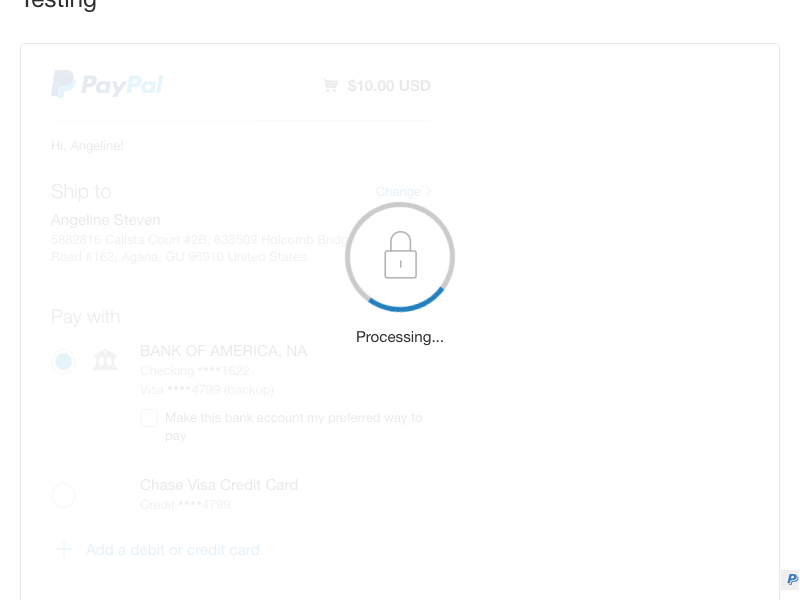 Testing
PayPal
$10.00 USD
Hi, Angeline!
Ship to
Change
Angeline Steven
5882816 Calista Court #2B, 638509 Holcomb Bridge
Road #162, Agana, GU 96910 United States
Processing...
Pay with
BANK OF AMERICA, NA
Checking ••••1622
Visa ••••4799 (backup)
Make this bank account my preferred way to
pay
Chase Visa Credit Card
Credit ••••4799
Add a debit or credit card